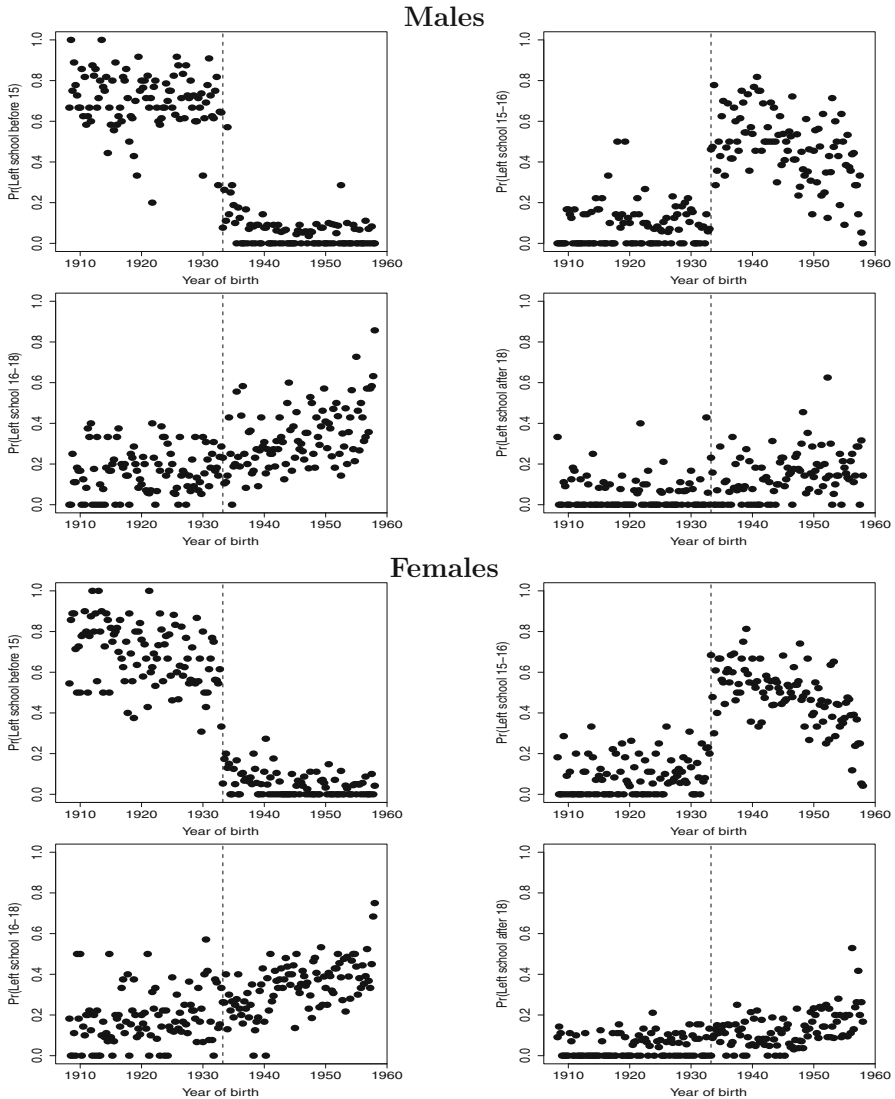 Males
Pr(Left school before 15)
0.0 0.2 0.4 0.6 0.8 1.0
1910 1920 1930 1940 1950 1960
Year of birth
Pr(Left school 15−16)
0.0 0.2 0.4 0.6 0.8 1.0
1910 1920 1930 1940 1950 1960
Year of birth
Pr(Left school 16−18)
0.0 0.2 0.4 0.6 0.8 1.0
1910 1920 1930 1940 1950 1960
Year of birth
Pr(Left school after 18)
0.0 0.2 0.4 0.6 0.8 1.0
1910 1920 1930 1940 1950 1960
Year of birth
Females
Pr(Left school before 15)
0.0 0.2 0.4 0.6 0.8 1.0
1910 1920 1930 1940 1950 1960
Year of birth
Pr(Left school 15−16)
0.0 0.2 0.4 0.6 0.8 1.0
1910 1920 1930 1940 1950 1960
Year of birth
Pr(Left school 16−18)
0.0 0.2 0.4 0.6 0.8 1.0
1910 1920 1930 1940 1950 1960
Year of birth
Pr(Left school after 18)
0.0 0.2 0.4 0.6 0.8 1.0
1910 1920 1930 1940 1950 1960
Year of birth